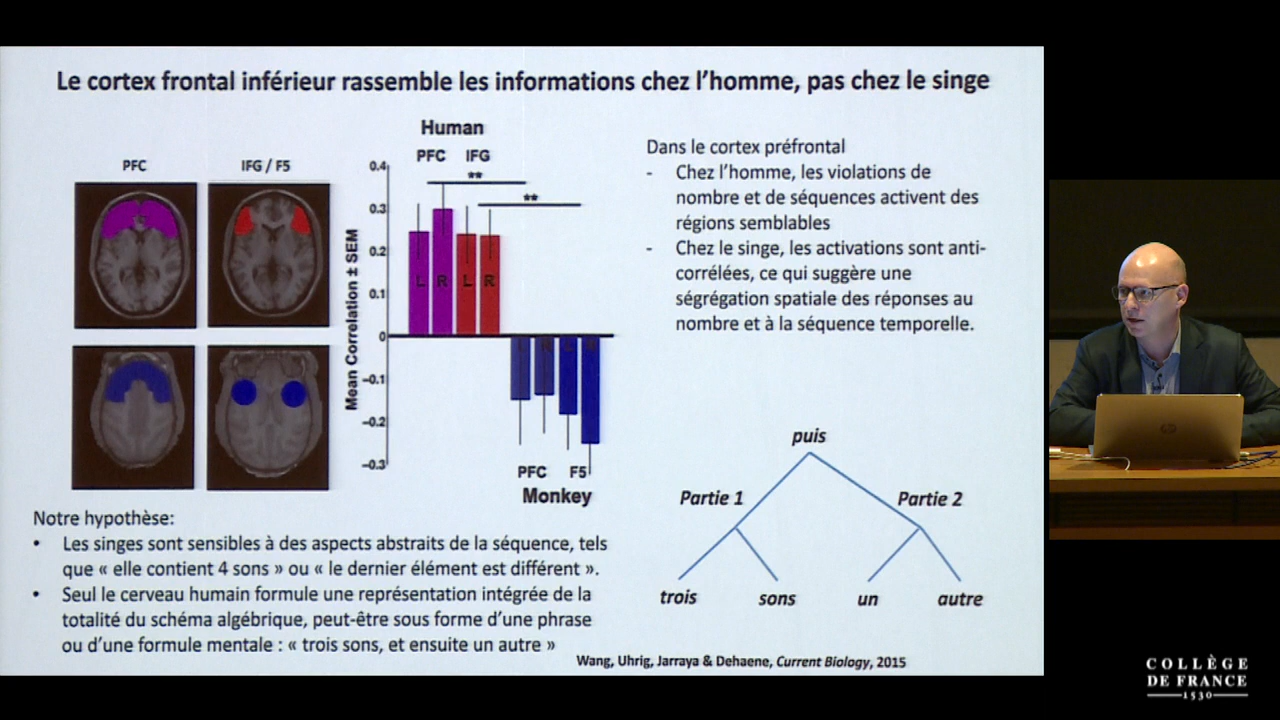 Le cortex frontal inférieur rassemble les informations chez l'homme, pas chez le singe
PFC
IFG / F5
Human
PFC IFG
**
**
0.4
0.3
0.2
0.1
0
−0.1
−0.2
−0.3
Mean Correlation ± SEM
L R L R
PFC F5
Monkey
Dans le cortex préfrontal
- Chez l'homme, les violations de
nombre et de séquences activent des
régions semblables
- Chez le singe, les activations sont anti-
corrélées, ce qui suggère une
ségrégation spatiale des réponses au
nombre et à la séquence temporelle.
puis
Partie 1
Partie 2
trois
sons
un
autre
Notre hypothèse:
• Les singes sont sensibles à des aspects abstraits de la séquence, tels
que « elle contient 4 sons » ou « le dernier élément est différent ».
• Seul le cerveau humain formule une représentation intégrée de la
totalité du schéma algébrique, peut-être sous forme d'une phrase
ou d'une formule mentale : « trois sons, et ensuite un autre »
Wang, Uhrig, Jarraya & Dehaene, Current Biology, 2015
COLLÈGE
DE FRANCE
1530